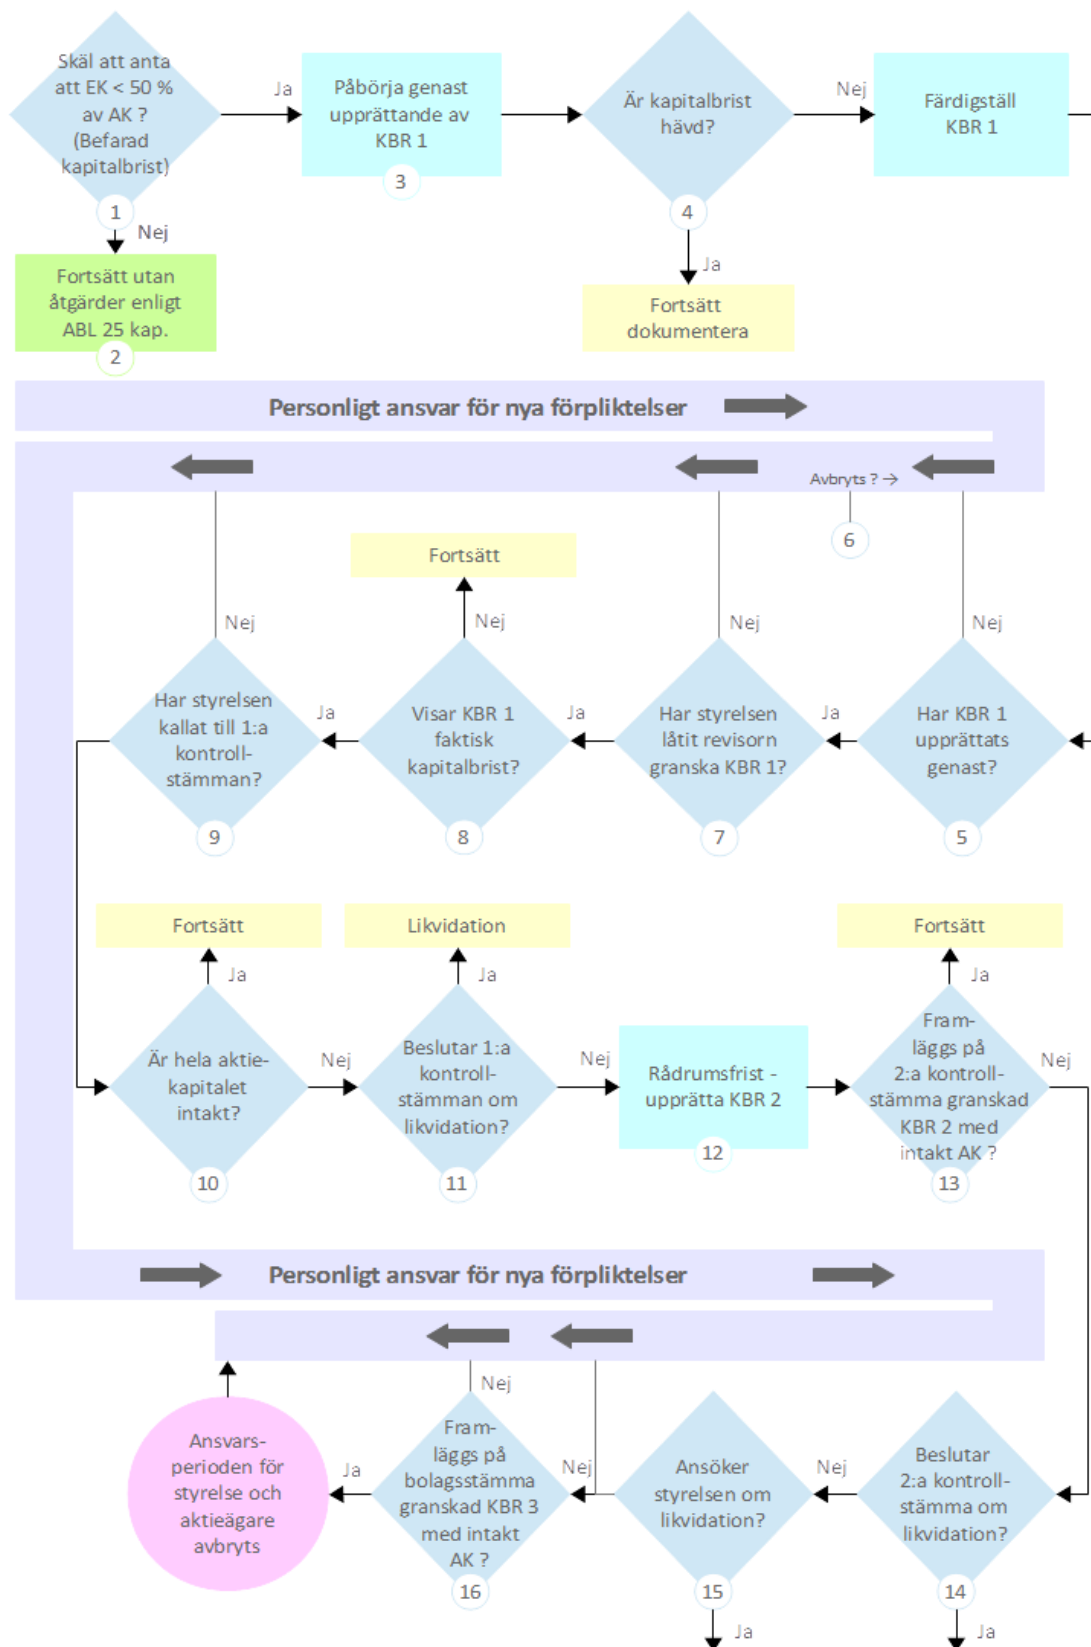 Skäl att anta
att EK < 50 %
av AK ?
(Befarad
kapitalbrist)
1
Ja
Nej
Påbörja genast
upprättande av
KBR 1
3
Är kapitalbrist
hävd?
4
Nej
Ja
Färdigställ
KBR 1
Fortsätt utan
åtgärder enligt
ABL 25 kap.
2
Fortsätt
dokumentera
Personligt ansvar för nya förpliktelser
Avbryts ? →
6
Fortsätt
Nej
Nej
Nej
Nej
Har styrelsen
kallat till 1:a
kontroll-
stämman?
9
Ja
Visar KBR 1
faktisk
kapitalbrist?
8
Ja
Har styrelsen
låtit revisorn
granska KBR 1?
7
Ja
Har KBR 1
upprättats
genast?
5
Fortsätt
Likvidation
Fortsätt
Ja
Ja
Ja
Är hela aktie-
kapitalet
intakt?
10
Nej
Beslutar 1:a
kontroll-
stämman om
likvidation?
11
Nej
Rådrumsfrist -
upprätta KBR 2
12
Fram-
läggs på
2:a kontroll-
stämma granskad
KBR 2 med
intakt AK ?
13
Nej
Personligt ansvar för nya förpliktelser
Nej
Ansvars-
perioden för
styrelse och
aktieägare
avbryts
Ja
Fram-
läggs på
bolagsstämma
granskad KBR 3
med intakt
AK ?
16
Nej
Ansöker
styrelsen om
likvidation?
15
Nej
Beslutar
2:a kontroll-
stämma om
likvidation?
14
Ja
Ja